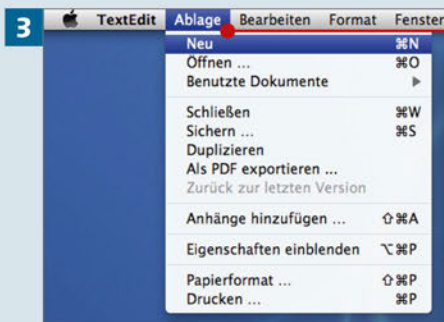 3
TextEdit Ablage Bearbeiten Format Fenster
Neu ⌘N
Öffnen ... ⌘O
Benutzte Dokumente ▶
Schließen ⌘W
Sichern ... ⌘S
Duplizieren
Als PDF exportieren ...
Zurück zur letzten Version
Anhänge hinzufügen ... ⇧⌘A
Eigenschaften einblenden ⌥⌘P
Papierformat ... ⇧⌘P
Drucken ... ⌘P